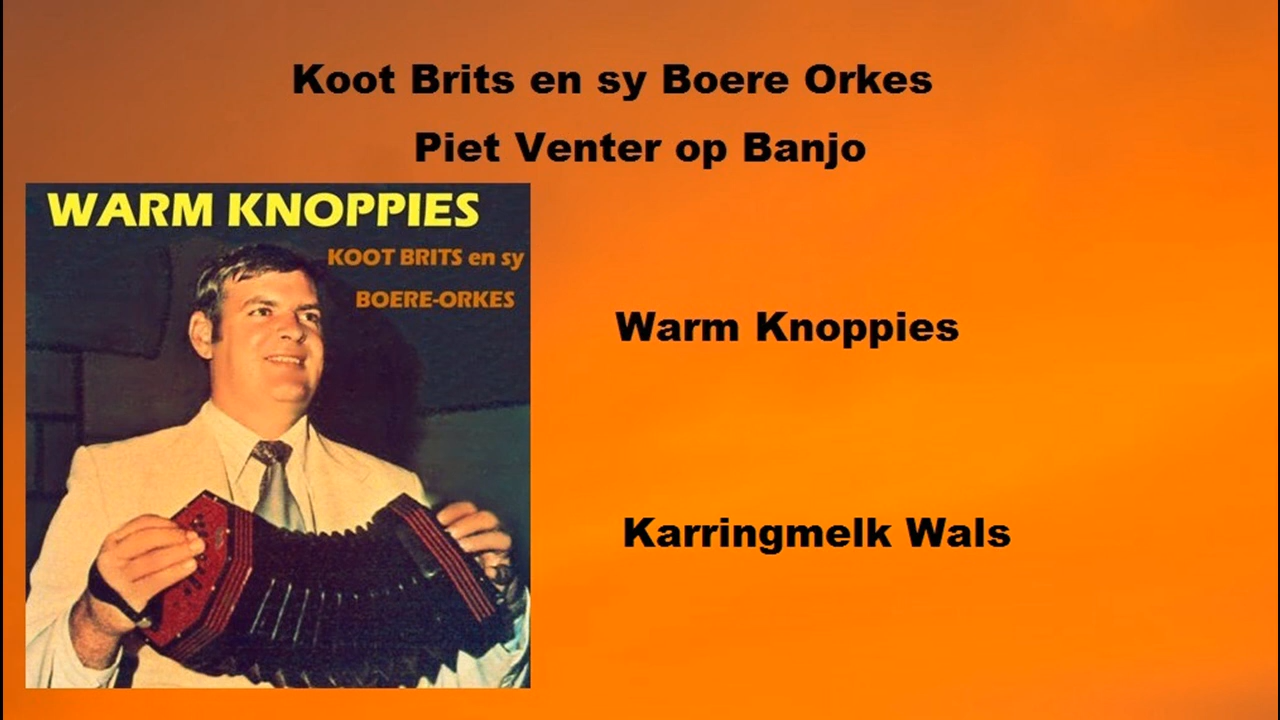 Koot Brits en sy Boere Orkes
Piet Venter op Banjo
WARM KNOPPIES
KOOT BRITS en sy
BOERE-ORKES
Warm Knoppies
Karringmelk Wals